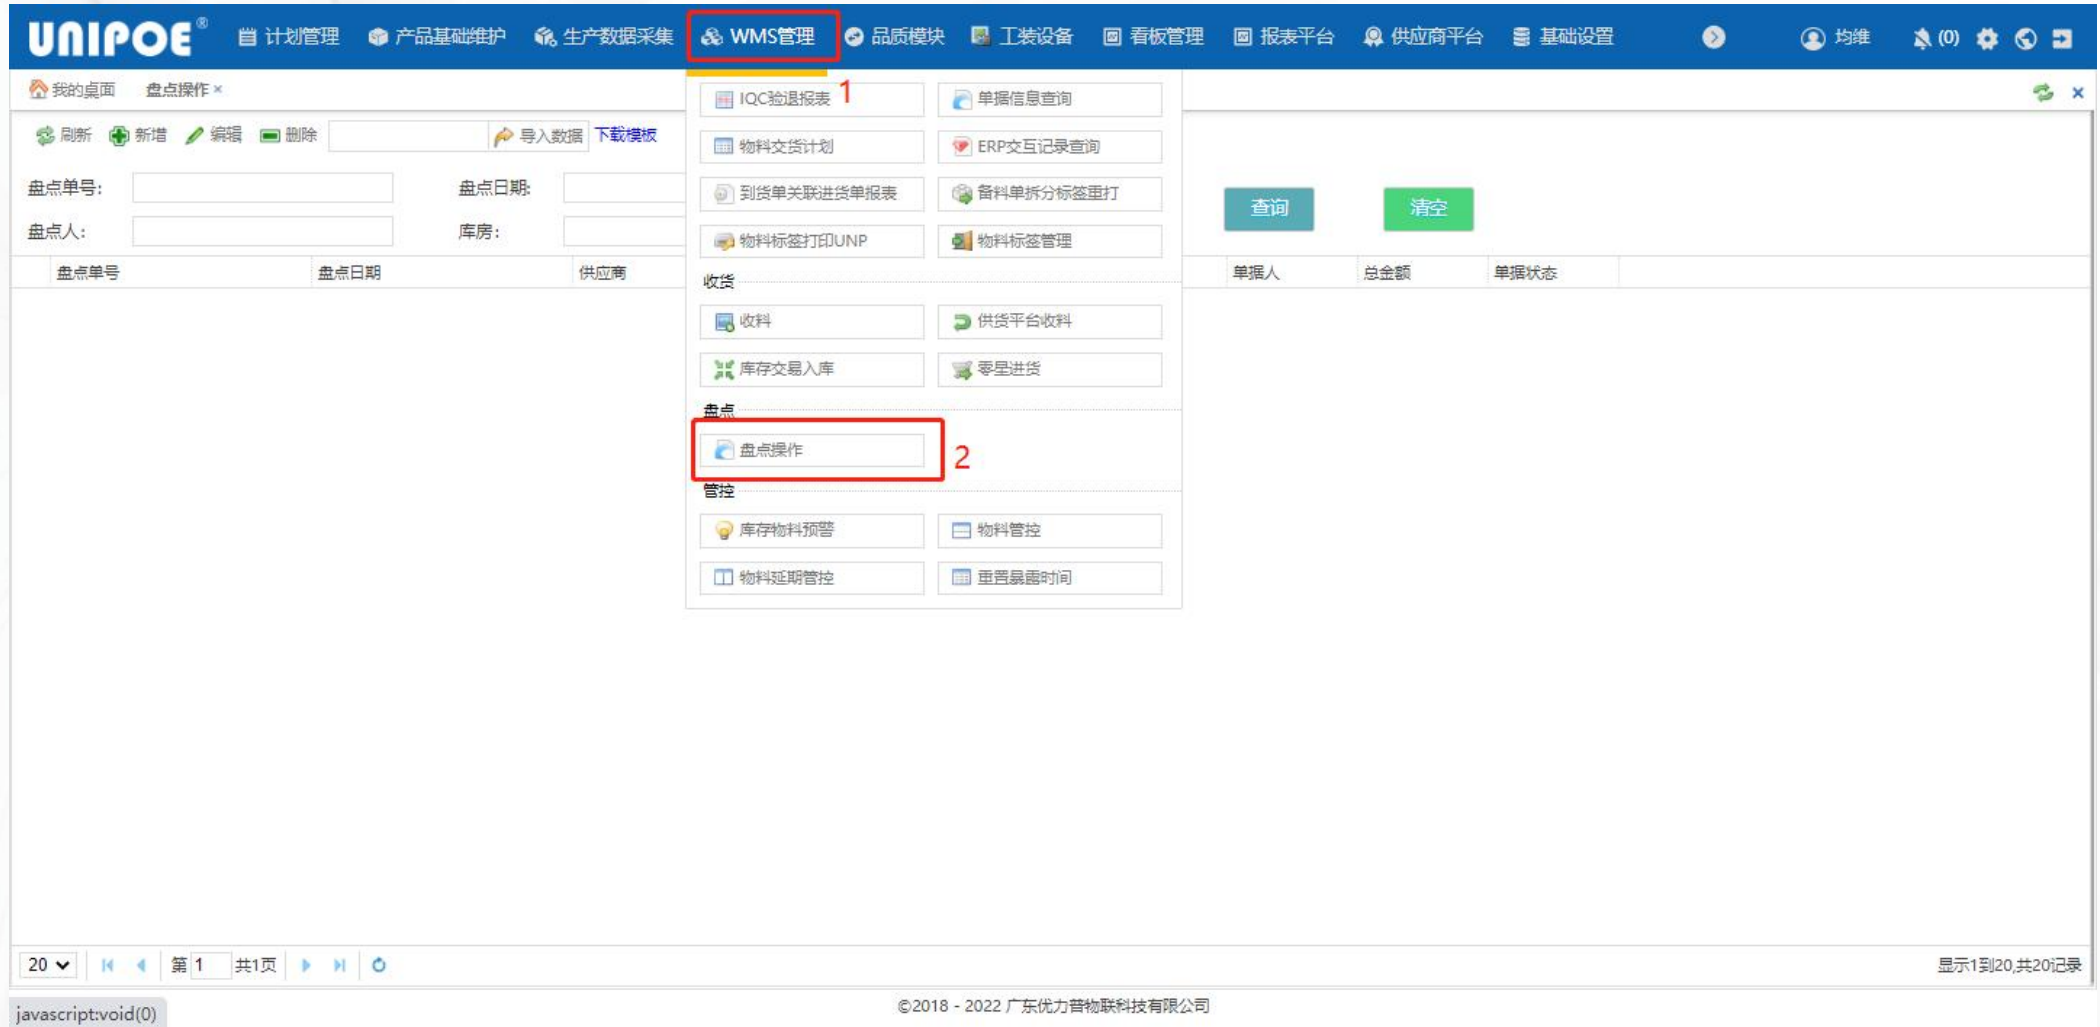 UNIPOE® 计划管理 产品基础维护 生产数据采集 WMS管理 品质模块 工装设备 看板管理 报表平台 供应商平台 基础设置 均维 (0)
我的桌面 盘点操作 ×
1
刷新 新增 编辑 删除 导入数据 下载模板
盘点单号: 盘点日期: 查询 清空
盘点人: 库房:
盘点单号 盘点日期 供应商 单据人 总金额 单据状态
IQC验退报表 单据信息查询
物料交货计划 ERP交互记录查询
到货单关联进货单报表 备料单拆分标签重打
物料标签打印UNP 物料标签管理
收货
收料 供货平台收料
库存交易入库 零星进货
盘点
盘点操作 2
管控
库存物料预警 物料管控
物料延期管控 重置暴露时间
20 第 1 共1页 显示1到20,共20记录
©2018 - 2022 广东优力普物联科技有限公司
javascript:void(0)